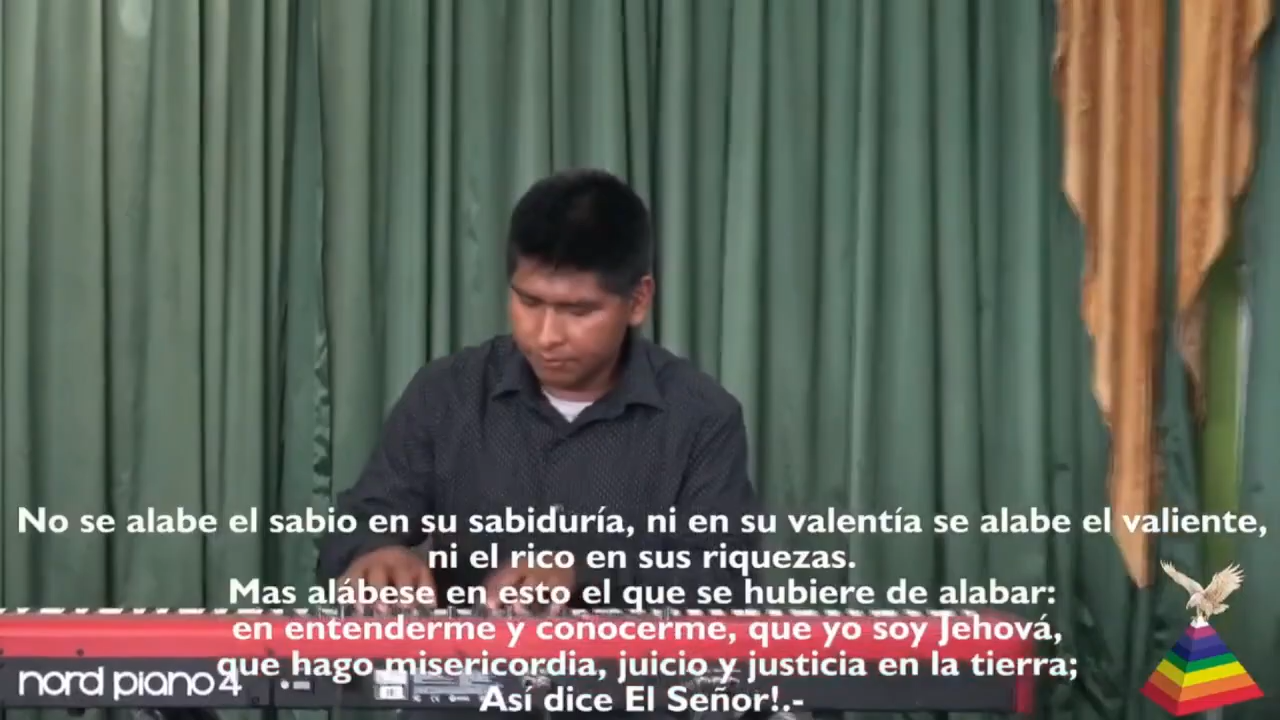 No se alabe el sabio en su sabiduría, ni en su valentía se alabe el valiente,
ni el rico en sus riquezas.
Mas alábese en esto el que se hubiere de alabar:
en entenderme y conocerme, que yo soy Jehová,
que hago misericordia, juicio y justicia en la tierra;
Así dice El Señor!.-
nord piano 4